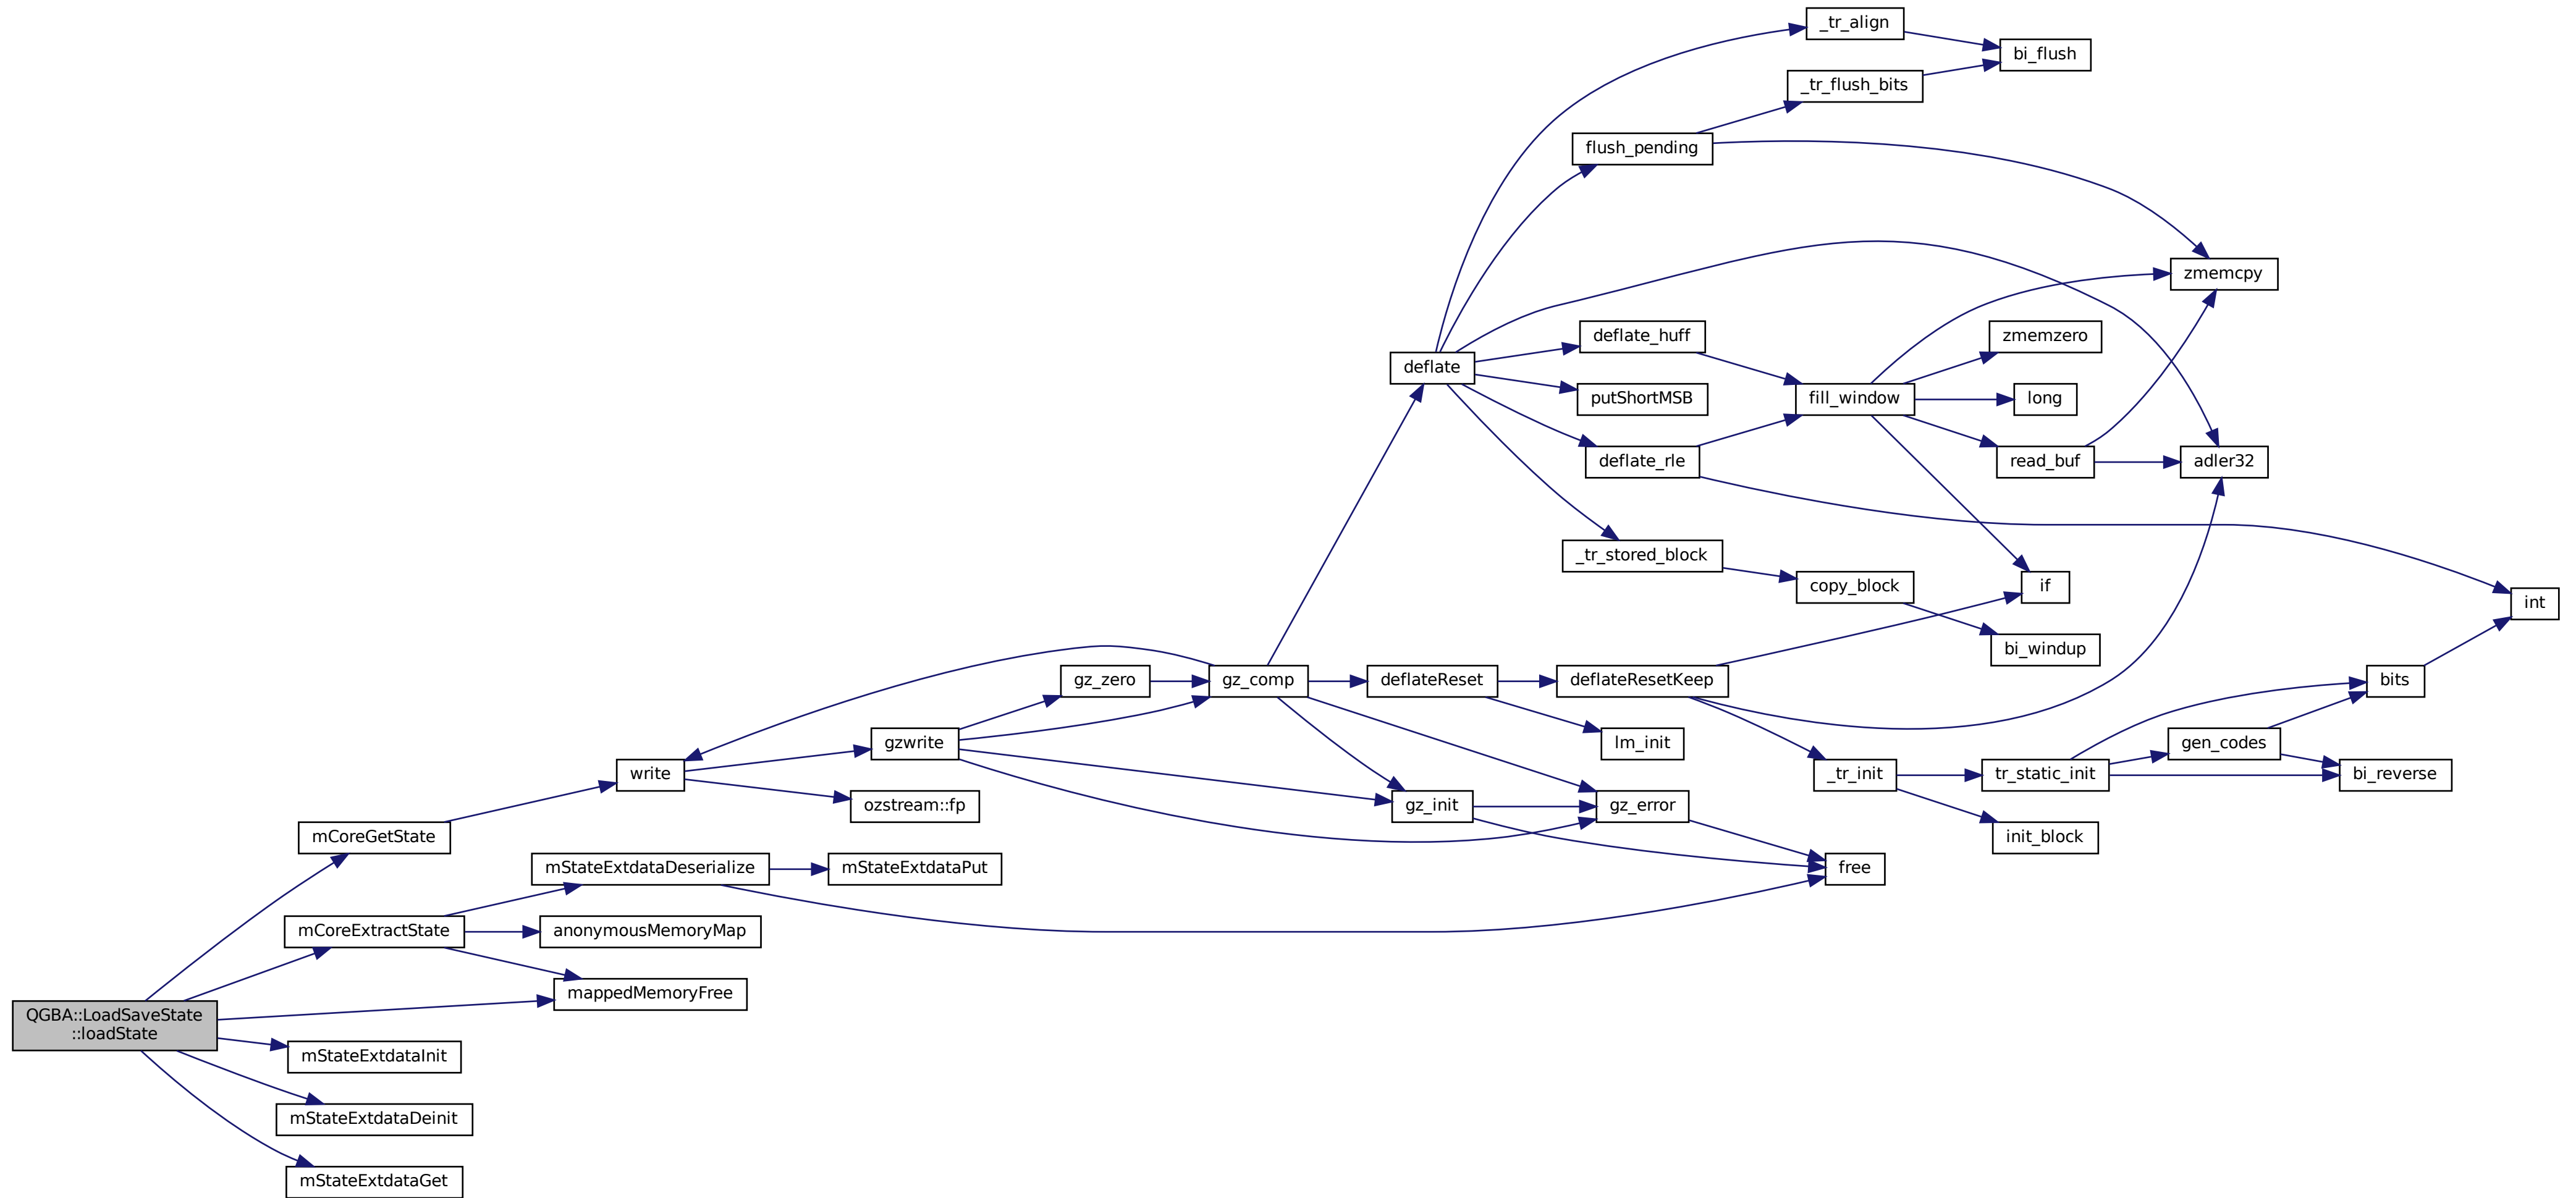 _tr_align
bi_flush
_tr_flush_bits
flush_pending
zmemcpy
deflate_huff
zmemzero
deflate
putShortMSB
fill_window
long
deflate_rle
read_buf
adler32
_tr_stored_block
copy_block
if
int
bi_windup
gz_zero
gz_comp
deflateReset
deflateResetKeep
bits
gzwrite
lm_init
gen_codes
write
_tr_init
tr_static_init
bi_reverse
ozstream::fp
gz_init
gz_error
mCoreGetState
init_block
mStateExtdataDeserialize
mStateExtdataPut
free
mCoreExtractState
anonymousMemoryMap
mappedMemoryFree
QGBA::LoadSaveState
::loadState
mStateExtdataInit
mStateExtdataDeinit
mStateExtdataGet